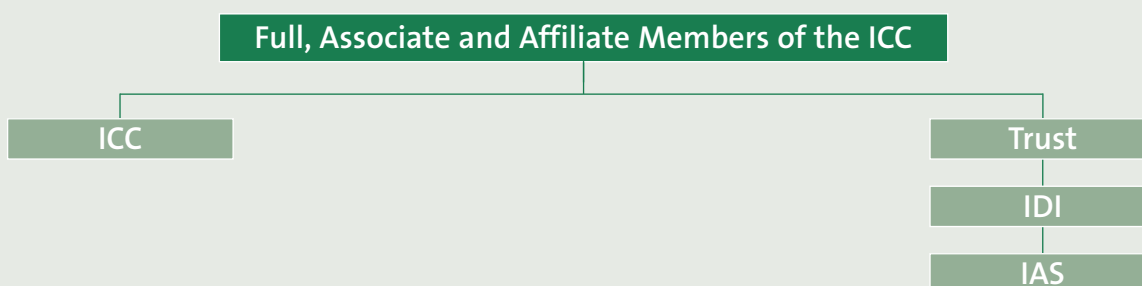 Full, Associate and Affiliate Members of the ICC
ICC
Trust
IDI
IAS